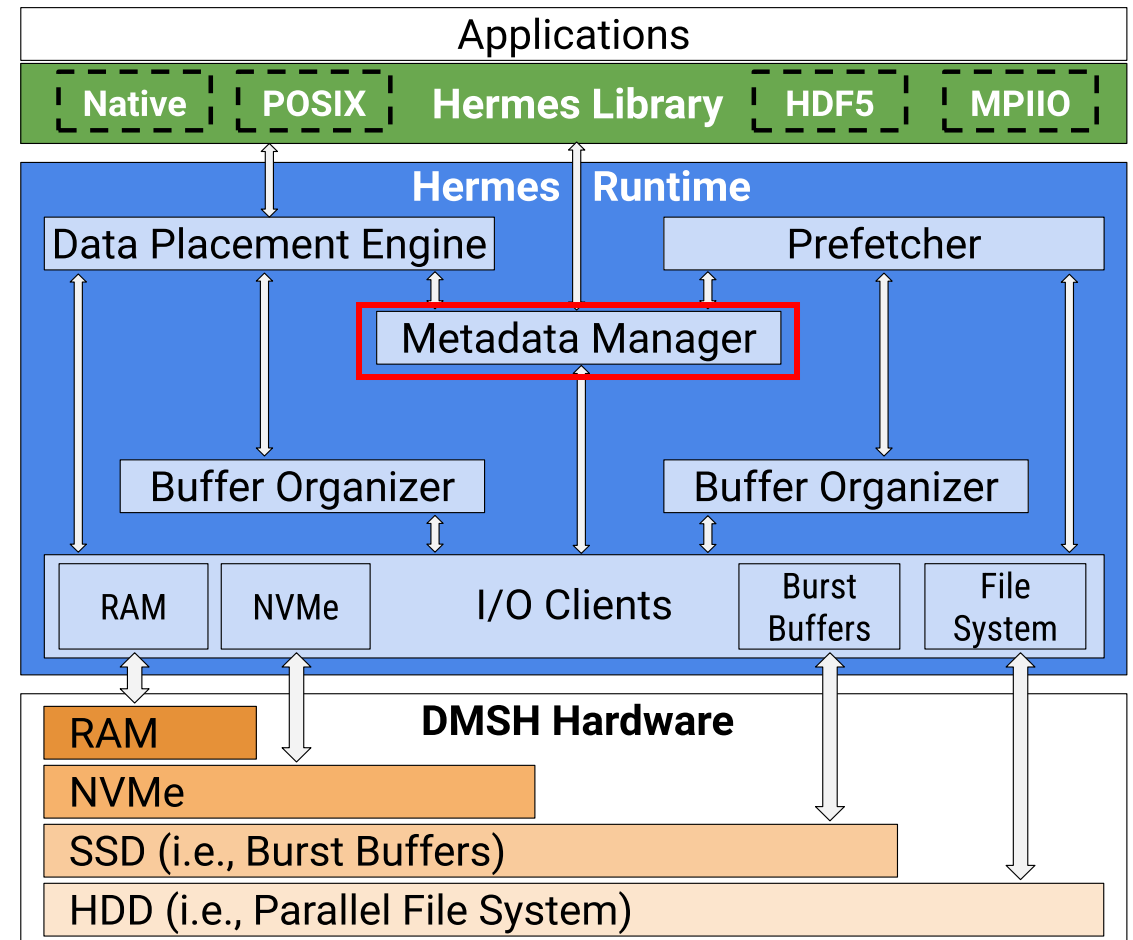 Applications
Native POSIX Hermes Library HDF5 MPIIO
Hermes Runtime
Data Placement Engine
Prefetcher
Metadata Manager
Buffer Organizer
Buffer Organizer
RAM
NVMe
I/O Clients
Burst
Buffers
File
System
DMSH Hardware
RAM
NVMe
SSD (i.e., Burst Buffers)
HDD (i.e., Parallel File System)